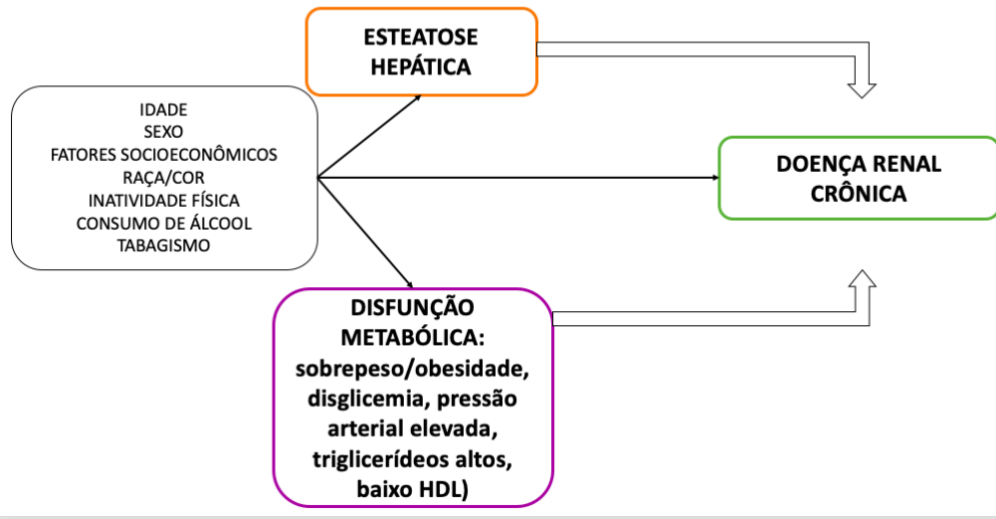 ESTEATOSE
HEPÁTICA
IDADE
SEXO
FATORES SOCIOECONÔMICOS
RAÇA/COR
INATIVIDADE FÍSICA
CONSUMO DE ÁLCOOL
TABAGISMO
DOENÇA RENAL
CRÔNICA
DISFUNÇÃO
METABÓLICA:
sobrepeso/obesidade,
disglicemia, pressão
arterial elevada,
triglicerídeos altos,
baixo HDL)